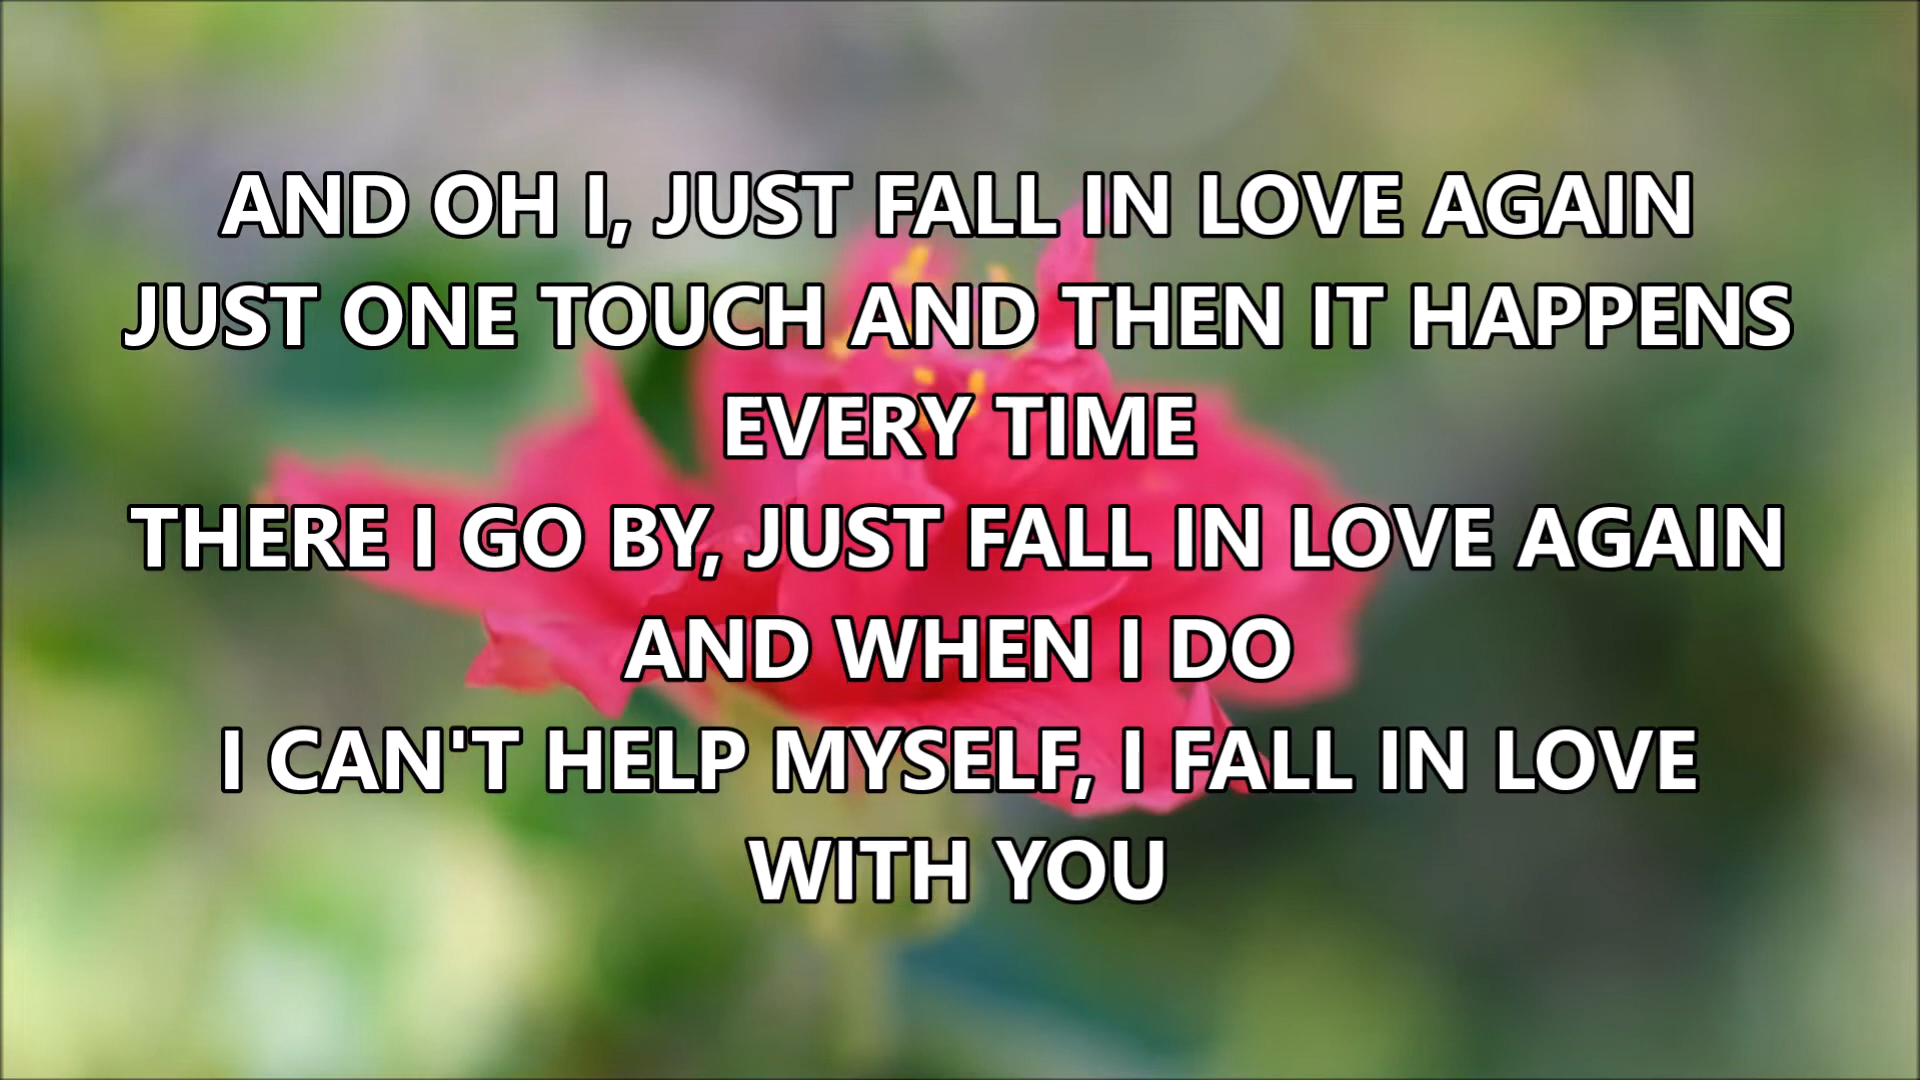 AND OH I, JUST FALL IN LOVE AGAIN
JUST ONE TOUCH AND THEN IT HAPPENS
EVERY TIME
THERE I GO BY, JUST FALL IN LOVE AGAIN
AND WHEN I DO
I CAN'T HELP MYSELF, I FALL IN LOVE
WITH YOU